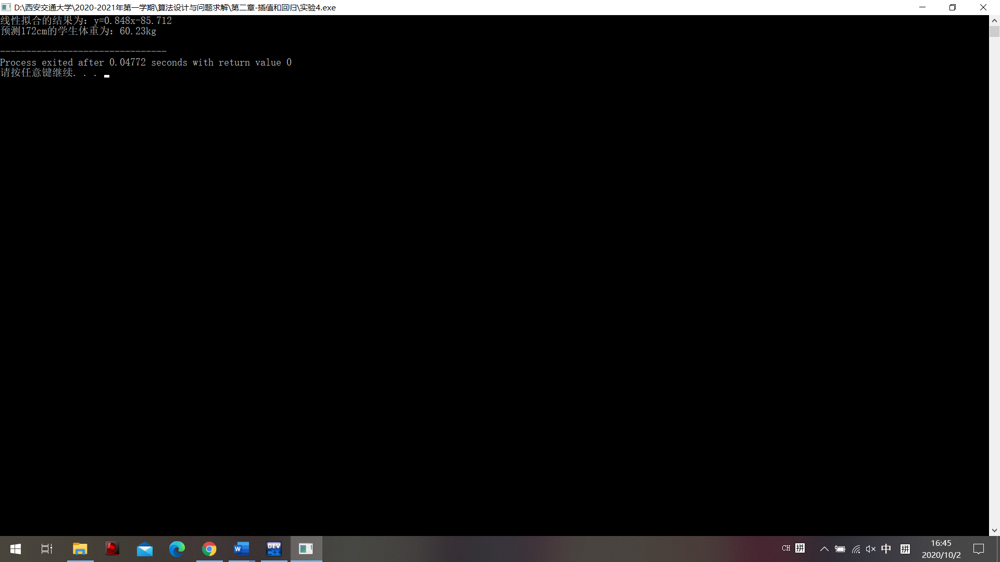 D:\西安交通大学\2020-2021年第一学期\算法设计与问题求解\第二章-插值和回归\实验4.exe
线性拟合的结果为：y=0.848x-85.712
预测172cm的学生体重为：60.23kg
--------------------------------
Process exited after 0.04772 seconds with return value 0
请按任意键继续. . .
W
DEV
C++
CH 拼
中
拼
16:45
2020/10/2